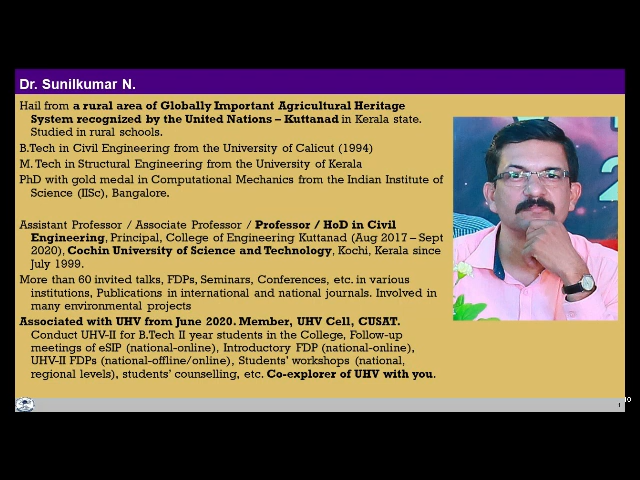 Dr. Sunilkumar N.
Hail from a rural area of Globally Important Agricultural Heritage
System recognized by the United Nations – Kuttanad in Kerala state.
Studied in rural schools.
B.Tech in Civil Engineering from the University of Calicut (1994)
M. Tech in Structural Engineering from the University of Kerala
PhD with gold medal in Computational Mechanics from the Indian Institute of
Science (IISc), Bangalore.
Assistant Professor / Associate Professor / Professor / HoD in Civil
Engineering, Principal, College of Engineering Kuttanad (Aug 2017 – Sept
2020), Cochin University of Science and Technology, Kochi, Kerala since
July 1999.
More than 60 invited talks, FDPs, Seminars, Conferences, etc. in various
institutions, Publications in international and national journals. Involved in
many environmental projects
Associated with UHV from June 2020. Member, UHV Cell, CUSAT.
Conduct UHV-II for B.Tech II year students in the College, Follow-up
meetings of eSIP (national-online), Introductory FDP (national-online),
UHV-II FDPs (national-offline/online), Students' workshops (national,
regional levels), students' counselling, etc. Co-explorer of UHV with you.
2
10
1